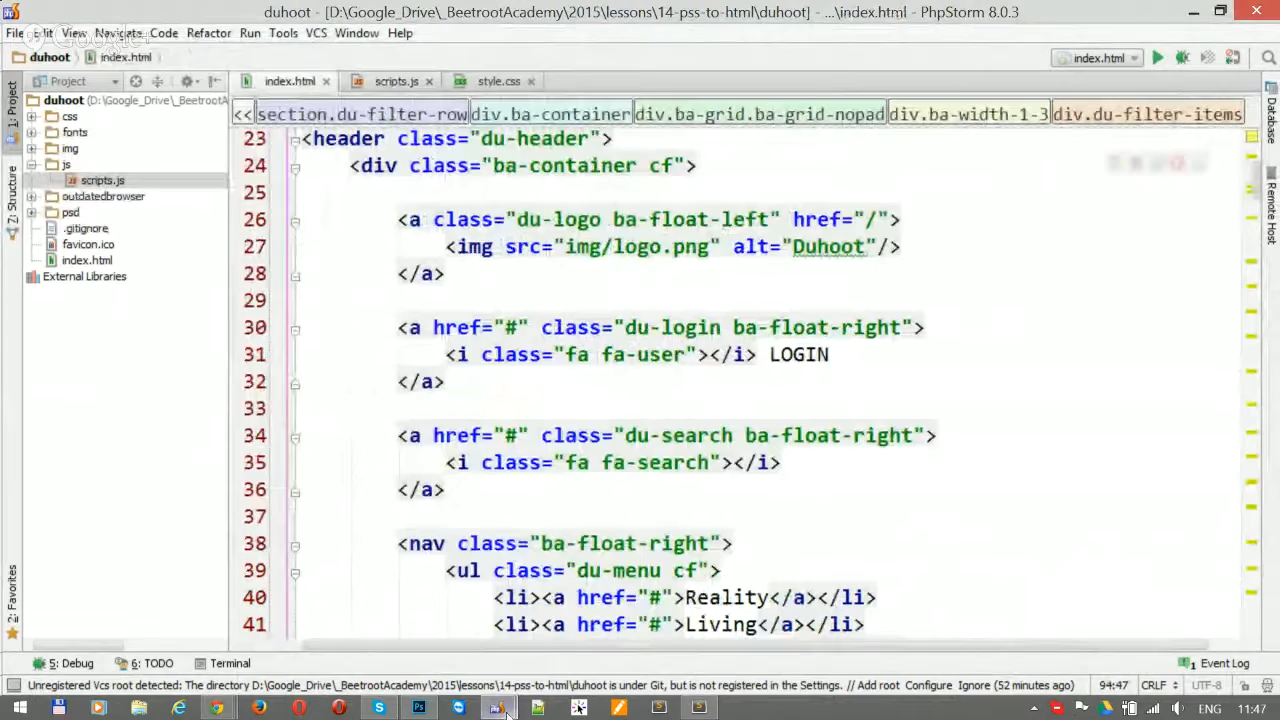 duhoot - [D:\Google_Drive\_BeetrootAcademy\2015\lessons\14-pss-to-html\duhoot] - ...\index.html - PhpStorm 8.0.3
File Edit View Navigate Code Refactor Run Tools VCS Window Help
Google+
duhoot index.html index.html
Project index.html scripts.js style.css
duhoot (D:\Google_Drive\_BeetrootA
css
fonts
img
js
scripts.js
outdatedbrowser
psd
.gitignore
favicon.ico
index.html
External Libraries
1: Project
7: Structure
2: Favorites
<< section.du-filter-row div.ba-container div.ba-grid.ba-grid-nopad div.ba-width-1-3 div.du-filter-items
23 <header class="du-header">
24 <div class="ba-container cf">
25
26 <a class="du-logo ba-float-left" href="/">
27 <img src="img/logo.png" alt="Duhoot"/>
28 </a>
29
30 <a href="#" class="du-login ba-float-right">
31 <i class="fa fa-user"></i> LOGIN
32 </a>
33
34 <a href="#" class="du-search ba-float-right">
35 <i class="fa fa-search"></i>
36 </a>
37
38 <nav class="ba-float-right">
39 <ul class="du-menu cf">
40 <li><a href="#">Reality</a></li>
41 <li><a href="#">Living</a></li>
Database
Remote Host
5: Debug 6: TODO Terminal 1 Event Log
Unregistered Vcs root detected: The directory D:\Google_Drive\_BeetrootAcademy\2015\lessons\14-pss-to-html\duhoot is under Git, but is not registered in the Settings. // Add root Configure Ignore (52 minutes ago) 94:47 CRLF UTF-8
ENG 11:47